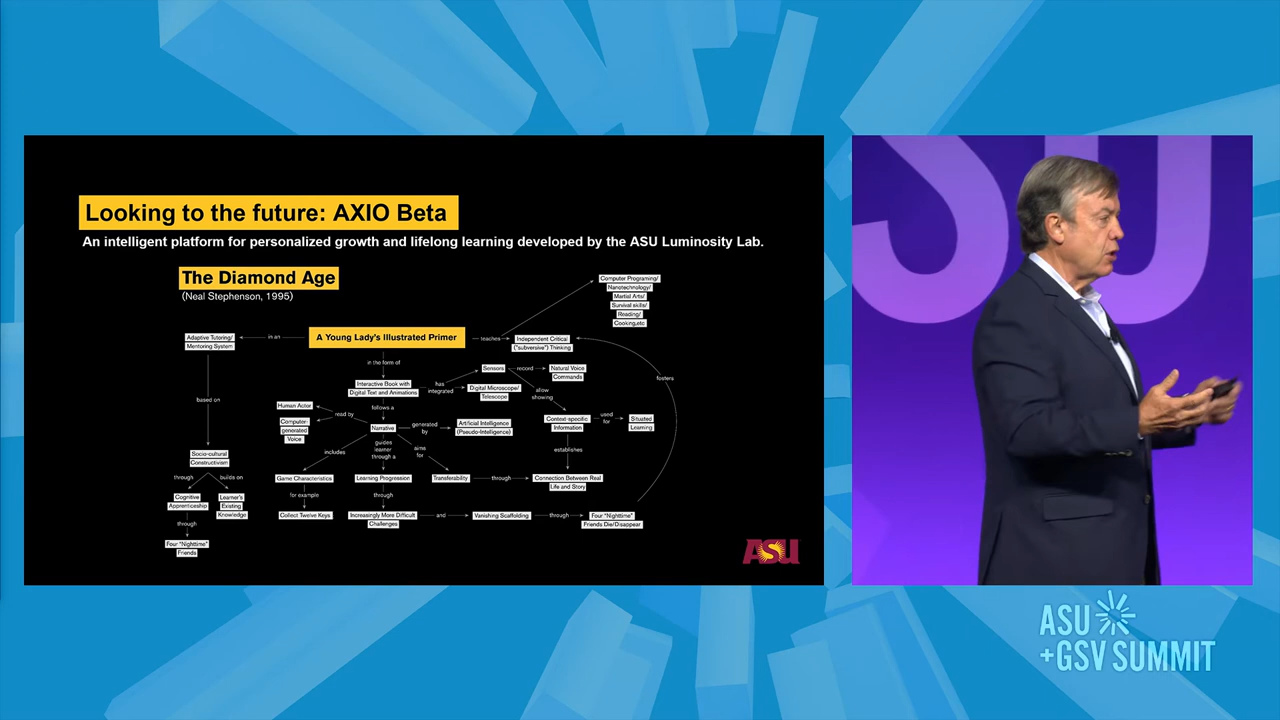 Looking to the future: AXIO Beta
An intelligent platform for personalized growth and lifelong learning developed by the ASU Luminosity Lab.
The Diamond Age
(Neal Stephenson, 1995)
Computer Programing/
Nanotechnology/
Martial Arts/
Survival skills/
Reading/
Cooking,etc
Adaptive Tutoring/
Mentoring System
in an
A Young Lady's Illustrated Primer
teaches
Independent Critical
("subversive") Thinking
in the form of
Interactive Book with
Digital Text and Animations
has
integrated
Sensors
record
Natural Voice
Commands
Digital Microscope/
Telescope
allow
showing
fosters
based on
follows a
Human Actor
Computer-
generated
Voice
read by
Narrative
generated
by
Artificial Intelligence
(Pseudo-Intelligence)
Context-specific
Information
used
for
Situated
Learning
includes
guides
learner
through a
aims
for
establishes
Socio-cultural
Constructivism
through
builds on
Game Characteristics
Learning Progression
Transferability
through
Connection Between Real
Life and Story
Cognitive
Apprenticeship
Learner's
Existing
Knowledge
for example
through
Collect Twelve Keys
Increasingly More Difficult
Challenges
and
Vanishing Scaffolding
through
Four "Nighttime"
Friends Die/Disappear
through
Four "Nighttime"
Friends
ASU
SU
ASU
+GSV SUMMIT